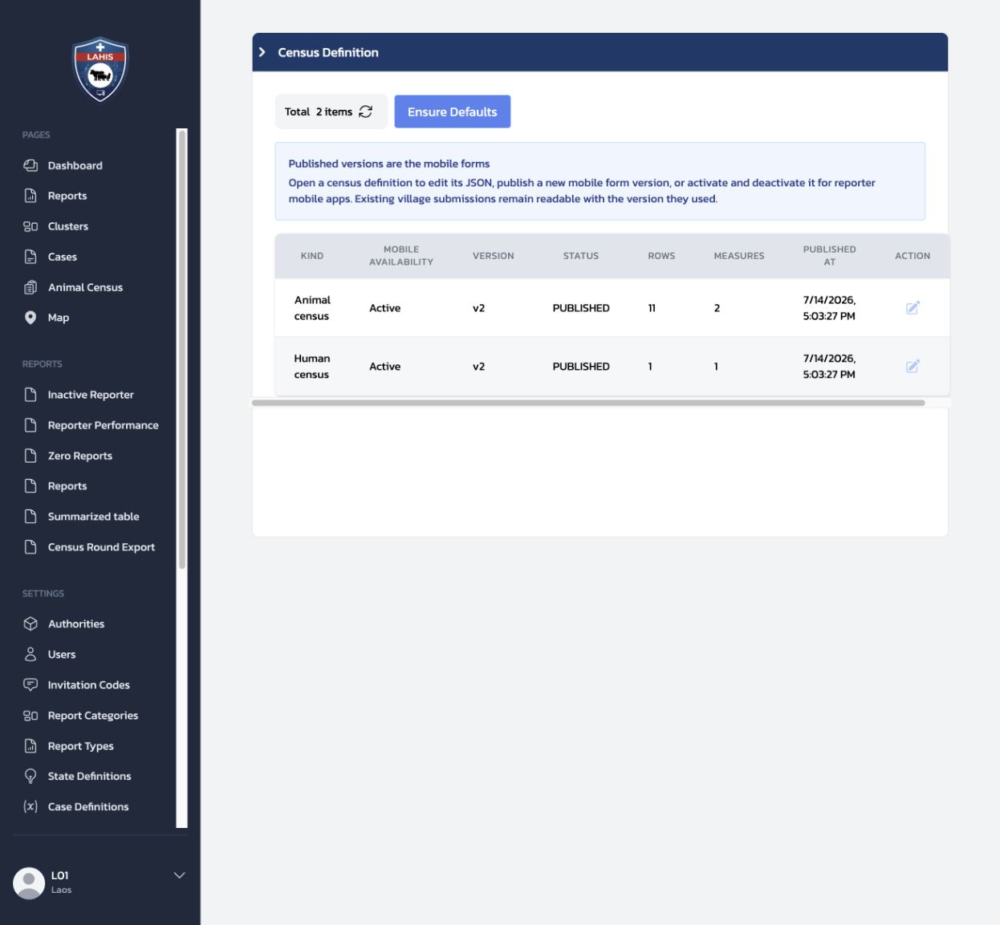 LAHIS
PAGES
Dashboard
Reports
Clusters
Cases
Animal Census
Map
REPORTS
Inactive Reporter
Reporter Performance
Zero Reports
Reports
Summarized table
Census Round Export
SETTINGS
Authorities
Users
Invitation Codes
Report Categories
Report Types
State Definitions
(x) Case Definitions
L01
Laos
Census Definition
Total 2 items
Ensure Defaults
Published versions are the mobile forms
Open a census definition to edit its JSON, publish a new mobile form version, or activate and deactivate it for reporter
mobile apps. Existing village submissions remain readable with the version they used.
KIND MOBILE AVAILABILITY VERSION STATUS ROWS MEASURES PUBLISHED AT ACTION
Animal census Active v2 PUBLISHED 11 2 7/14/2026, 5:03:27 PM
Human census Active v2 PUBLISHED 1 1 7/14/2026, 5:03:27 PM